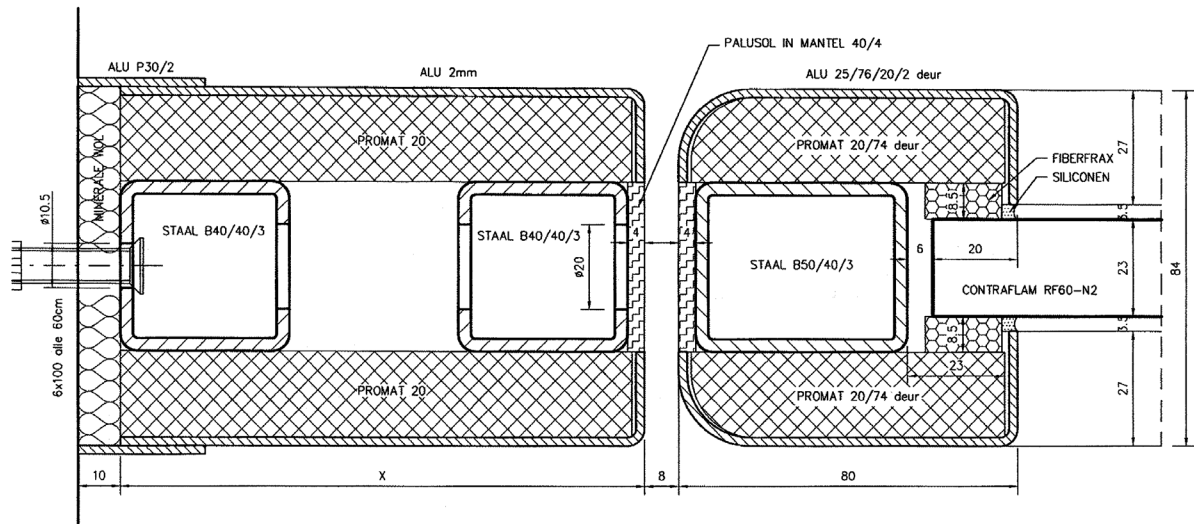 PALUSOL IN MANTEL 40/4
ALU P30/2
ALU 2mm
ALU 25/76/20/2 deur
PROMAT 20
PROMAT 20/74 deur
MINERALE WOL
FIBERFRAX
SILICONEN
27
8.5
3.5
ø10.5
STAAL B40/40/3
STAAL B40/40/3
4
4
ø20
STAAL B50/40/3
6
20
23
84
CONTRAFLAM RF60-N2
8.5
3.5
23
6x100 alle 60cm
PROMAT 20
PROMAT 20/74 deur
27
10
X
8
80